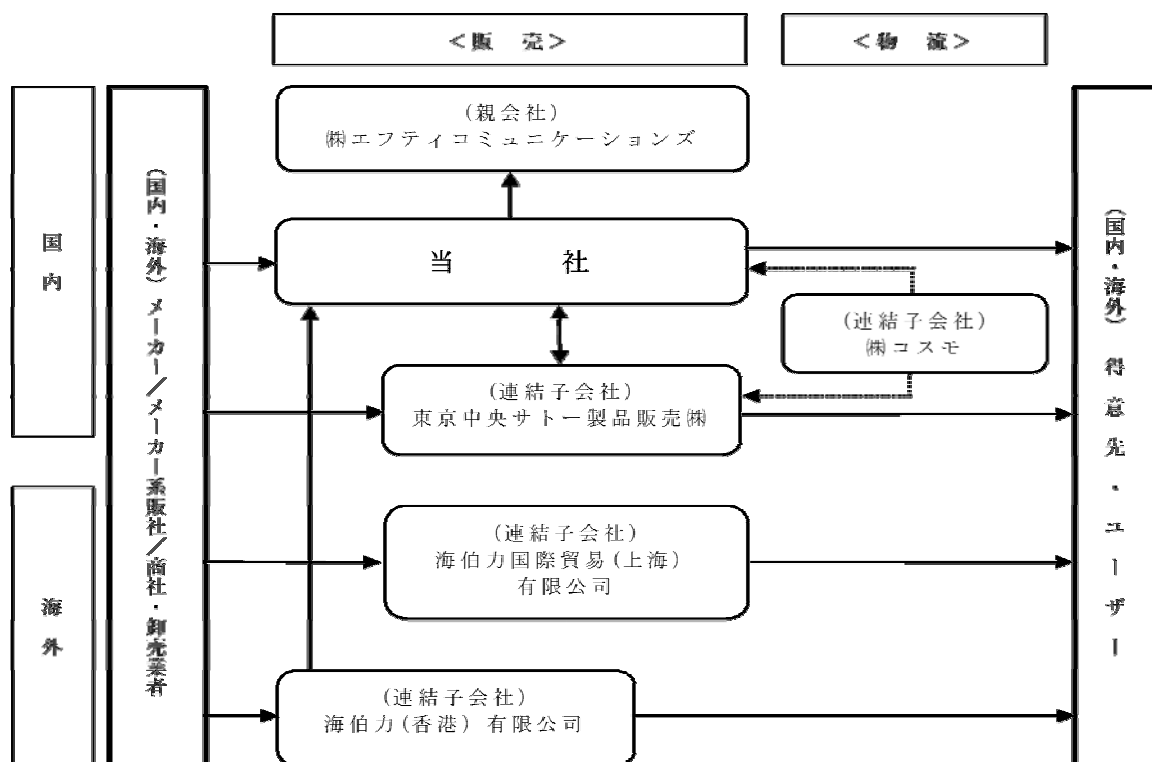 ＜販　売＞
＜物　流＞
国内
海外
(国内・海外) メーカー／メーカー系販社／商社・卸売業者
(親会社)
㈱エフティコミュニケーションズ
当　　社
(連結子会社)
㈱コスモ
(連結子会社)
東京中央サトー製品販売㈱
(連結子会社)
海伯力国際貿易(上海)
有限公司
(連結子会社)
海伯力(香港) 有限公司
(国内・海外) 得意先・ユーザー